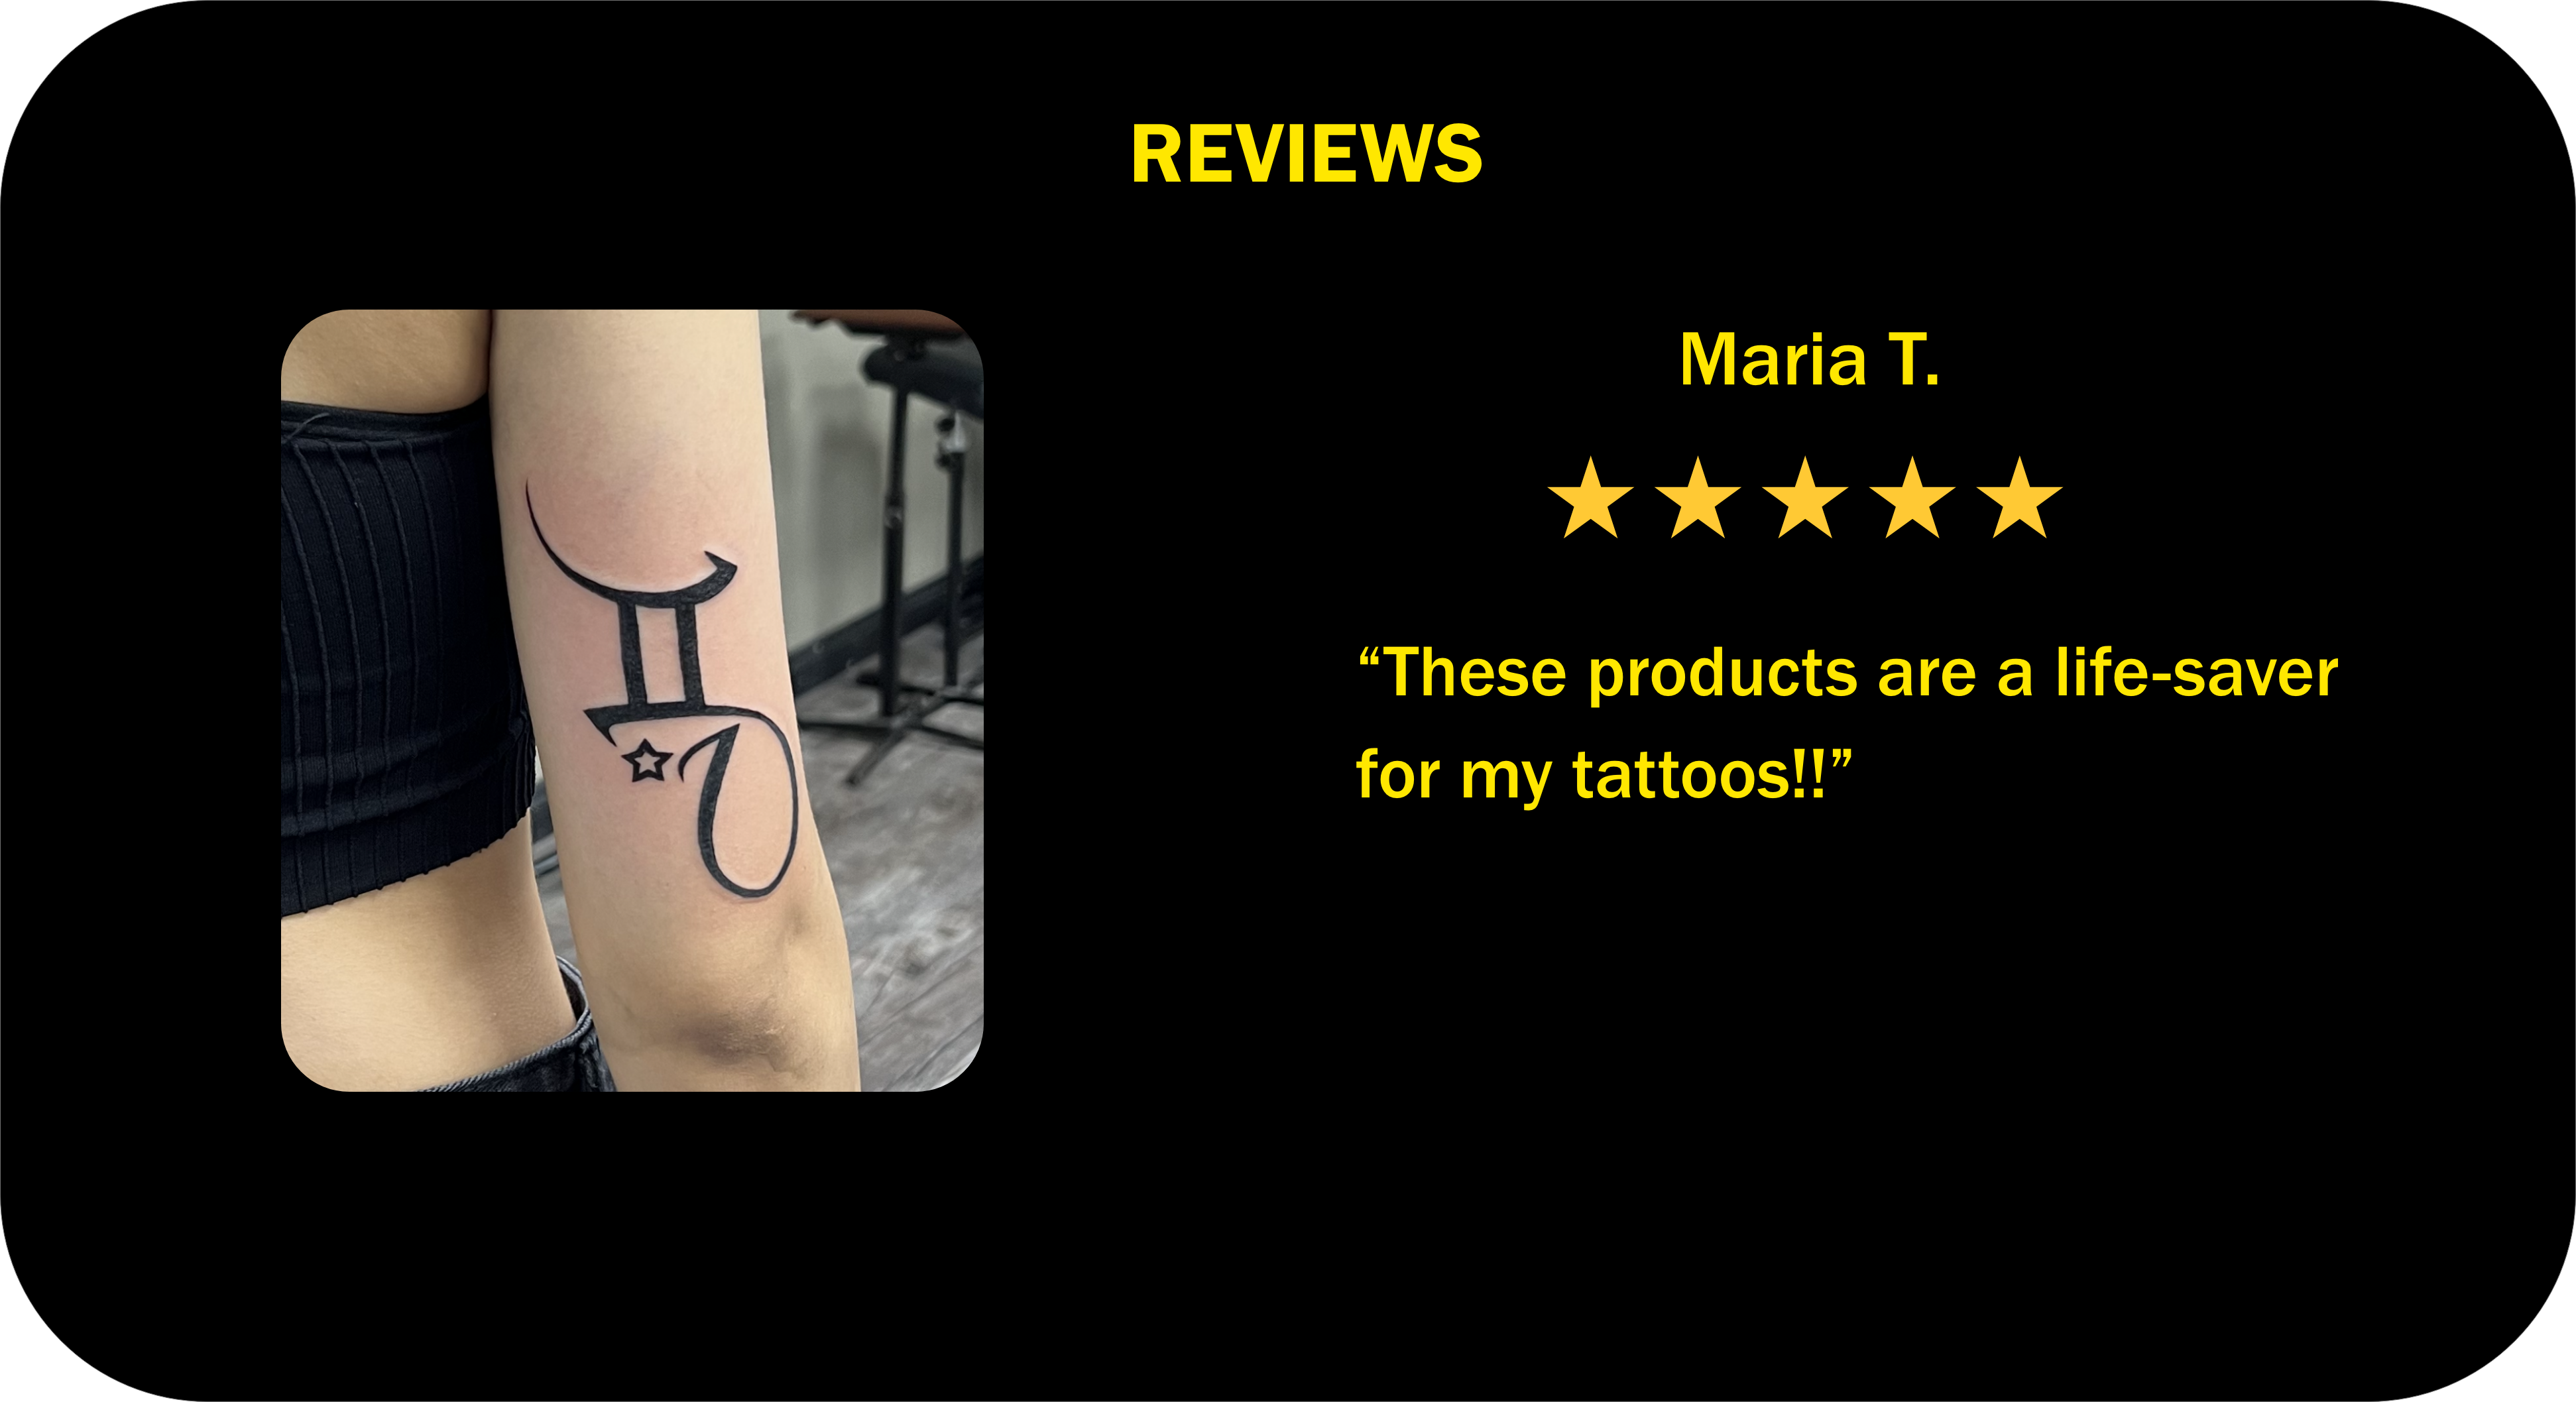 REVIEWS
Maria T.
“These products are a life-saver
for my tattoos!!”